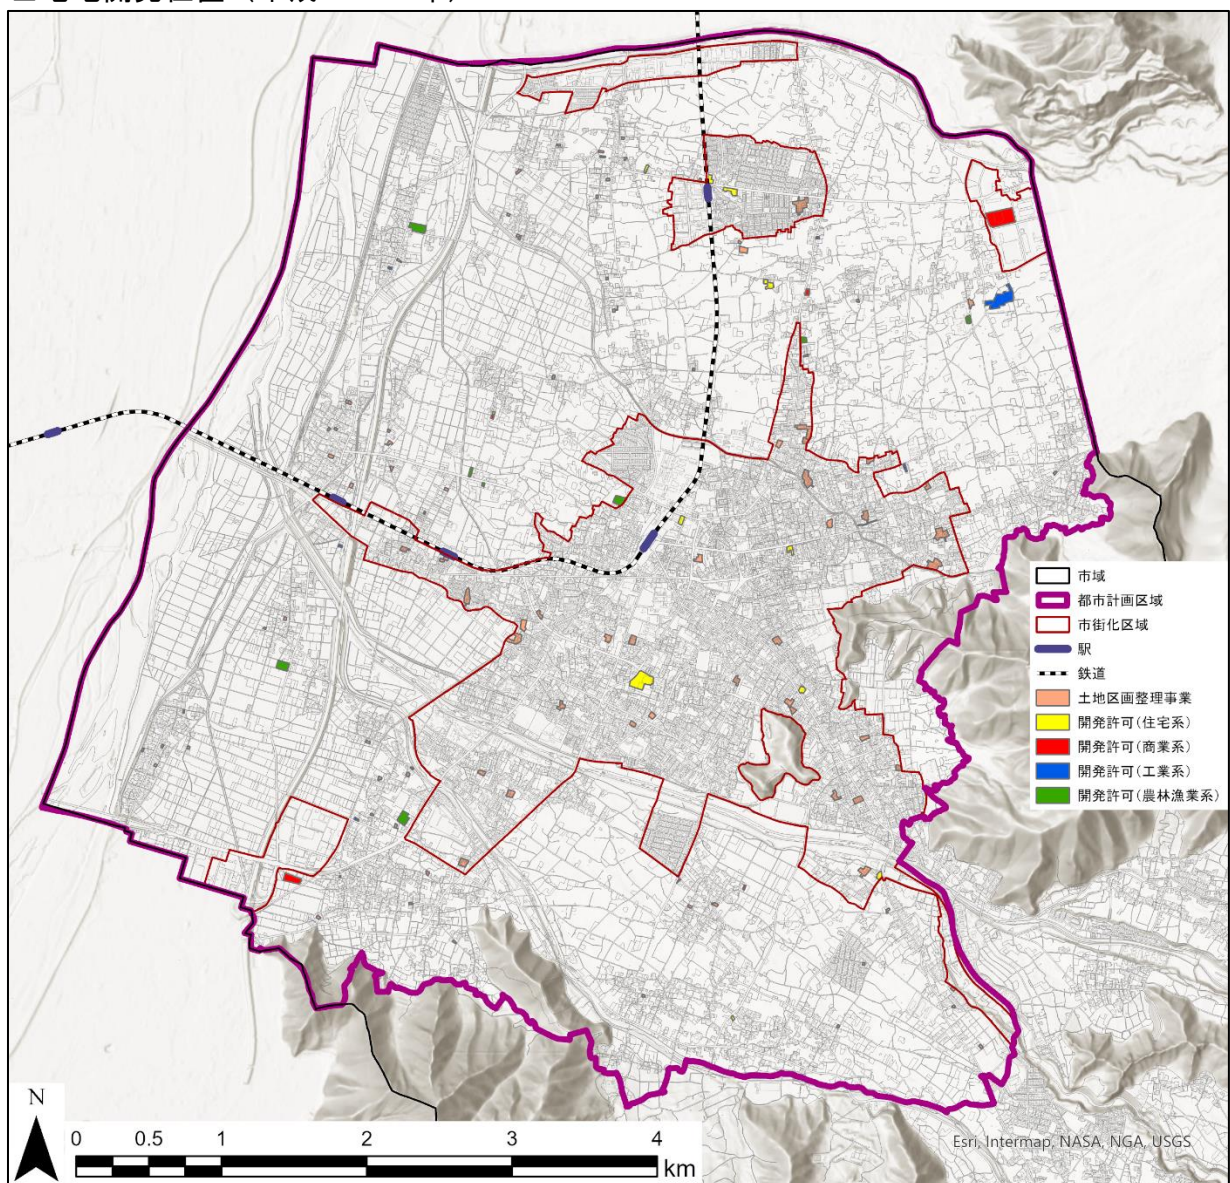 市域
都市計画区域
市街化区域
駅
鉄道
土地区画整理事業
開発許可(住宅系)
開発許可(商業系)
開発許可(工業系)
開発許可(農林漁業系)
N
0 0.5 1 2 3 4
km
Esri, Intermap, NASA, NGA, USGS